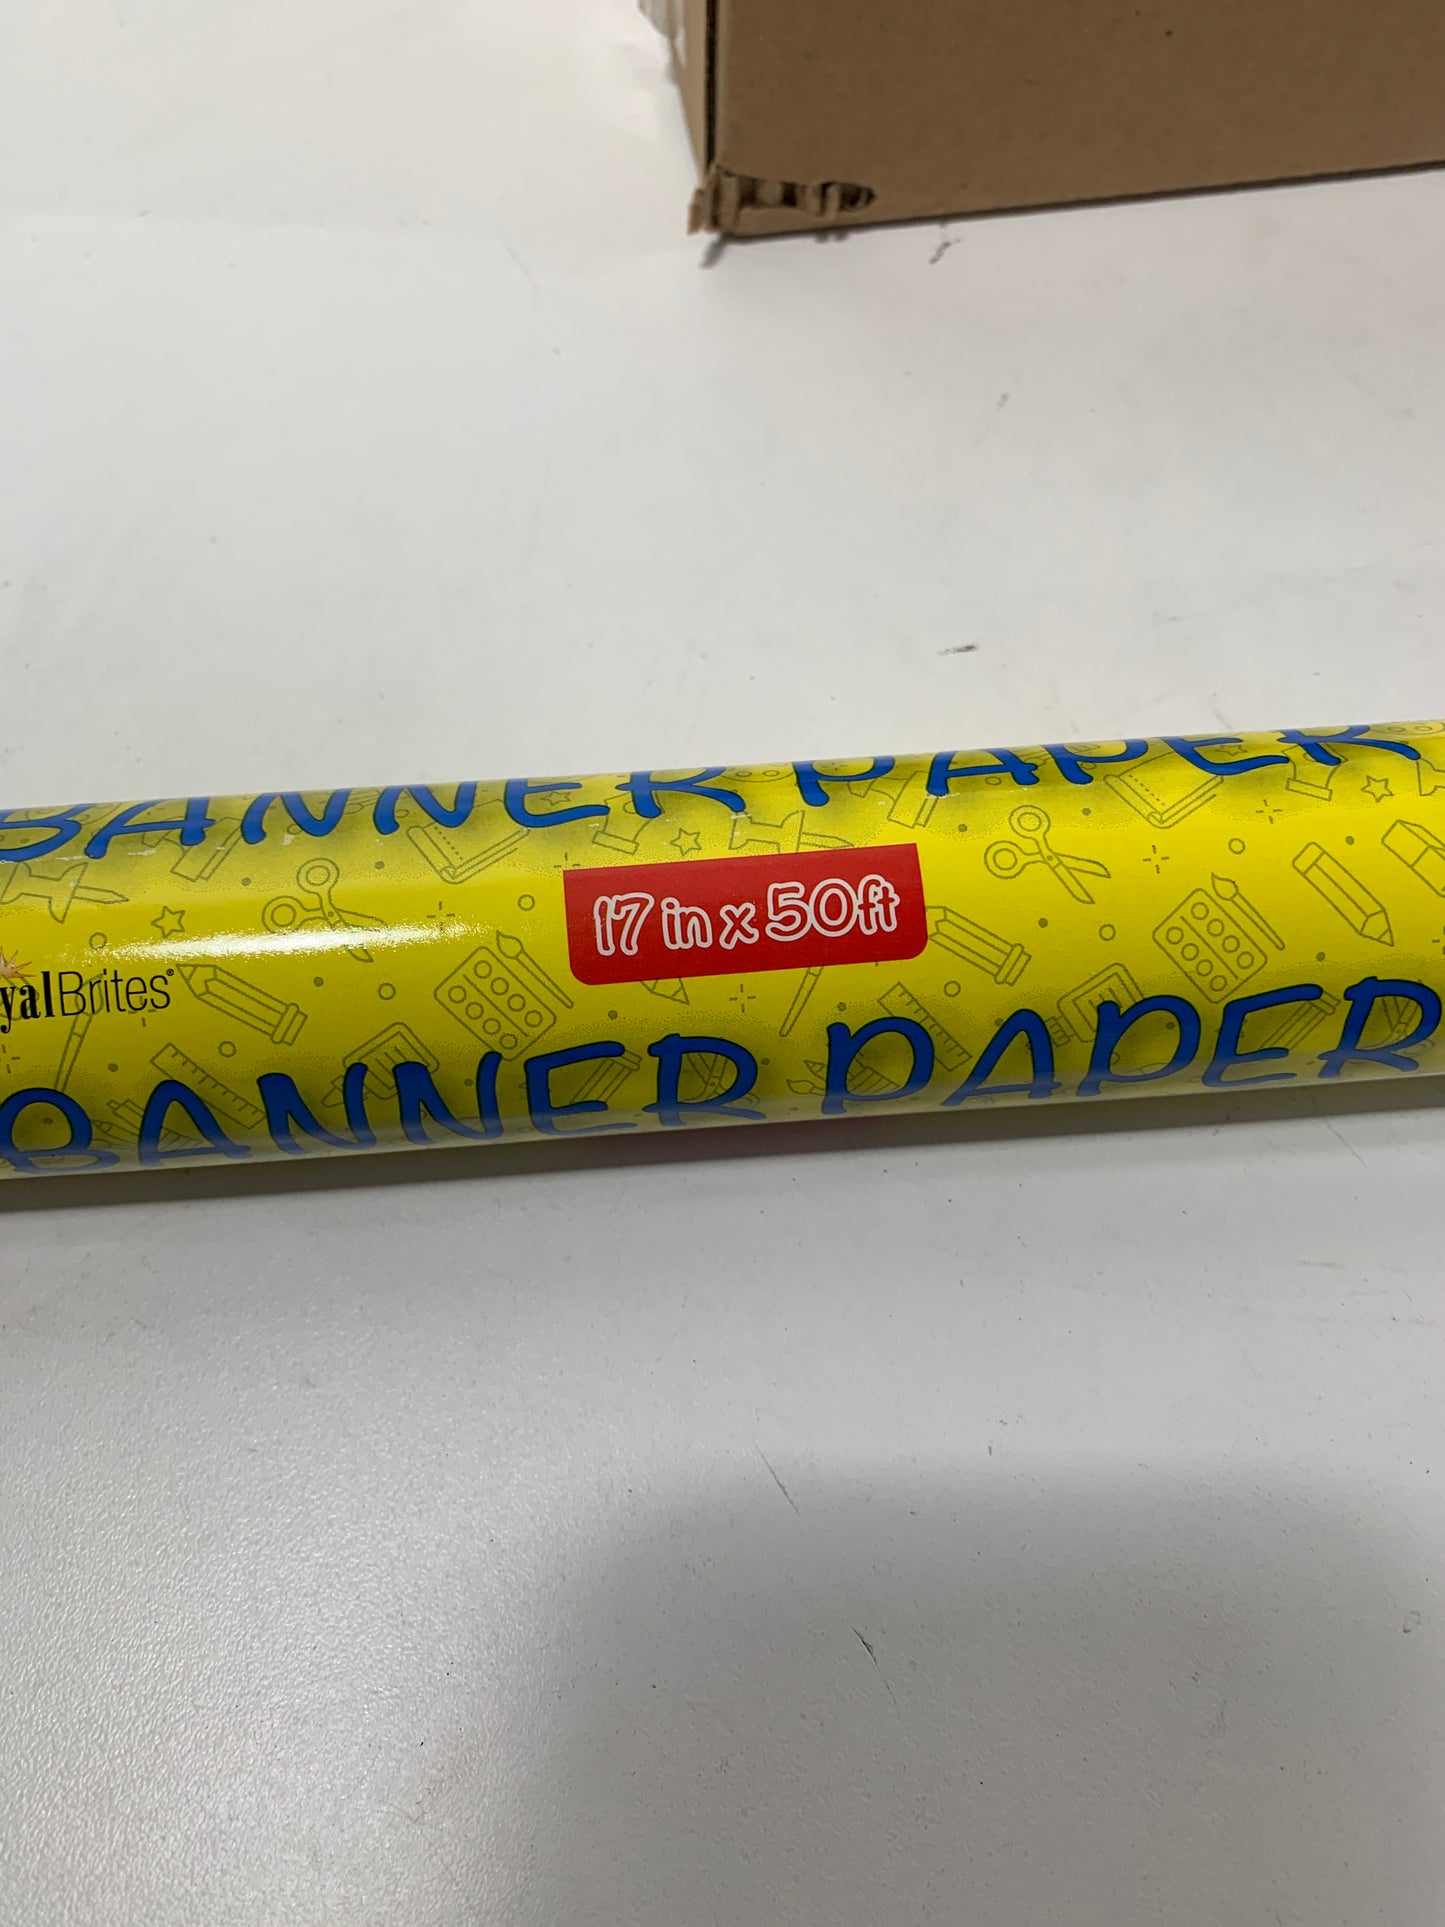 BANNER PAPER
17 in x 50ft
yalBrites®
BANNER PAPER